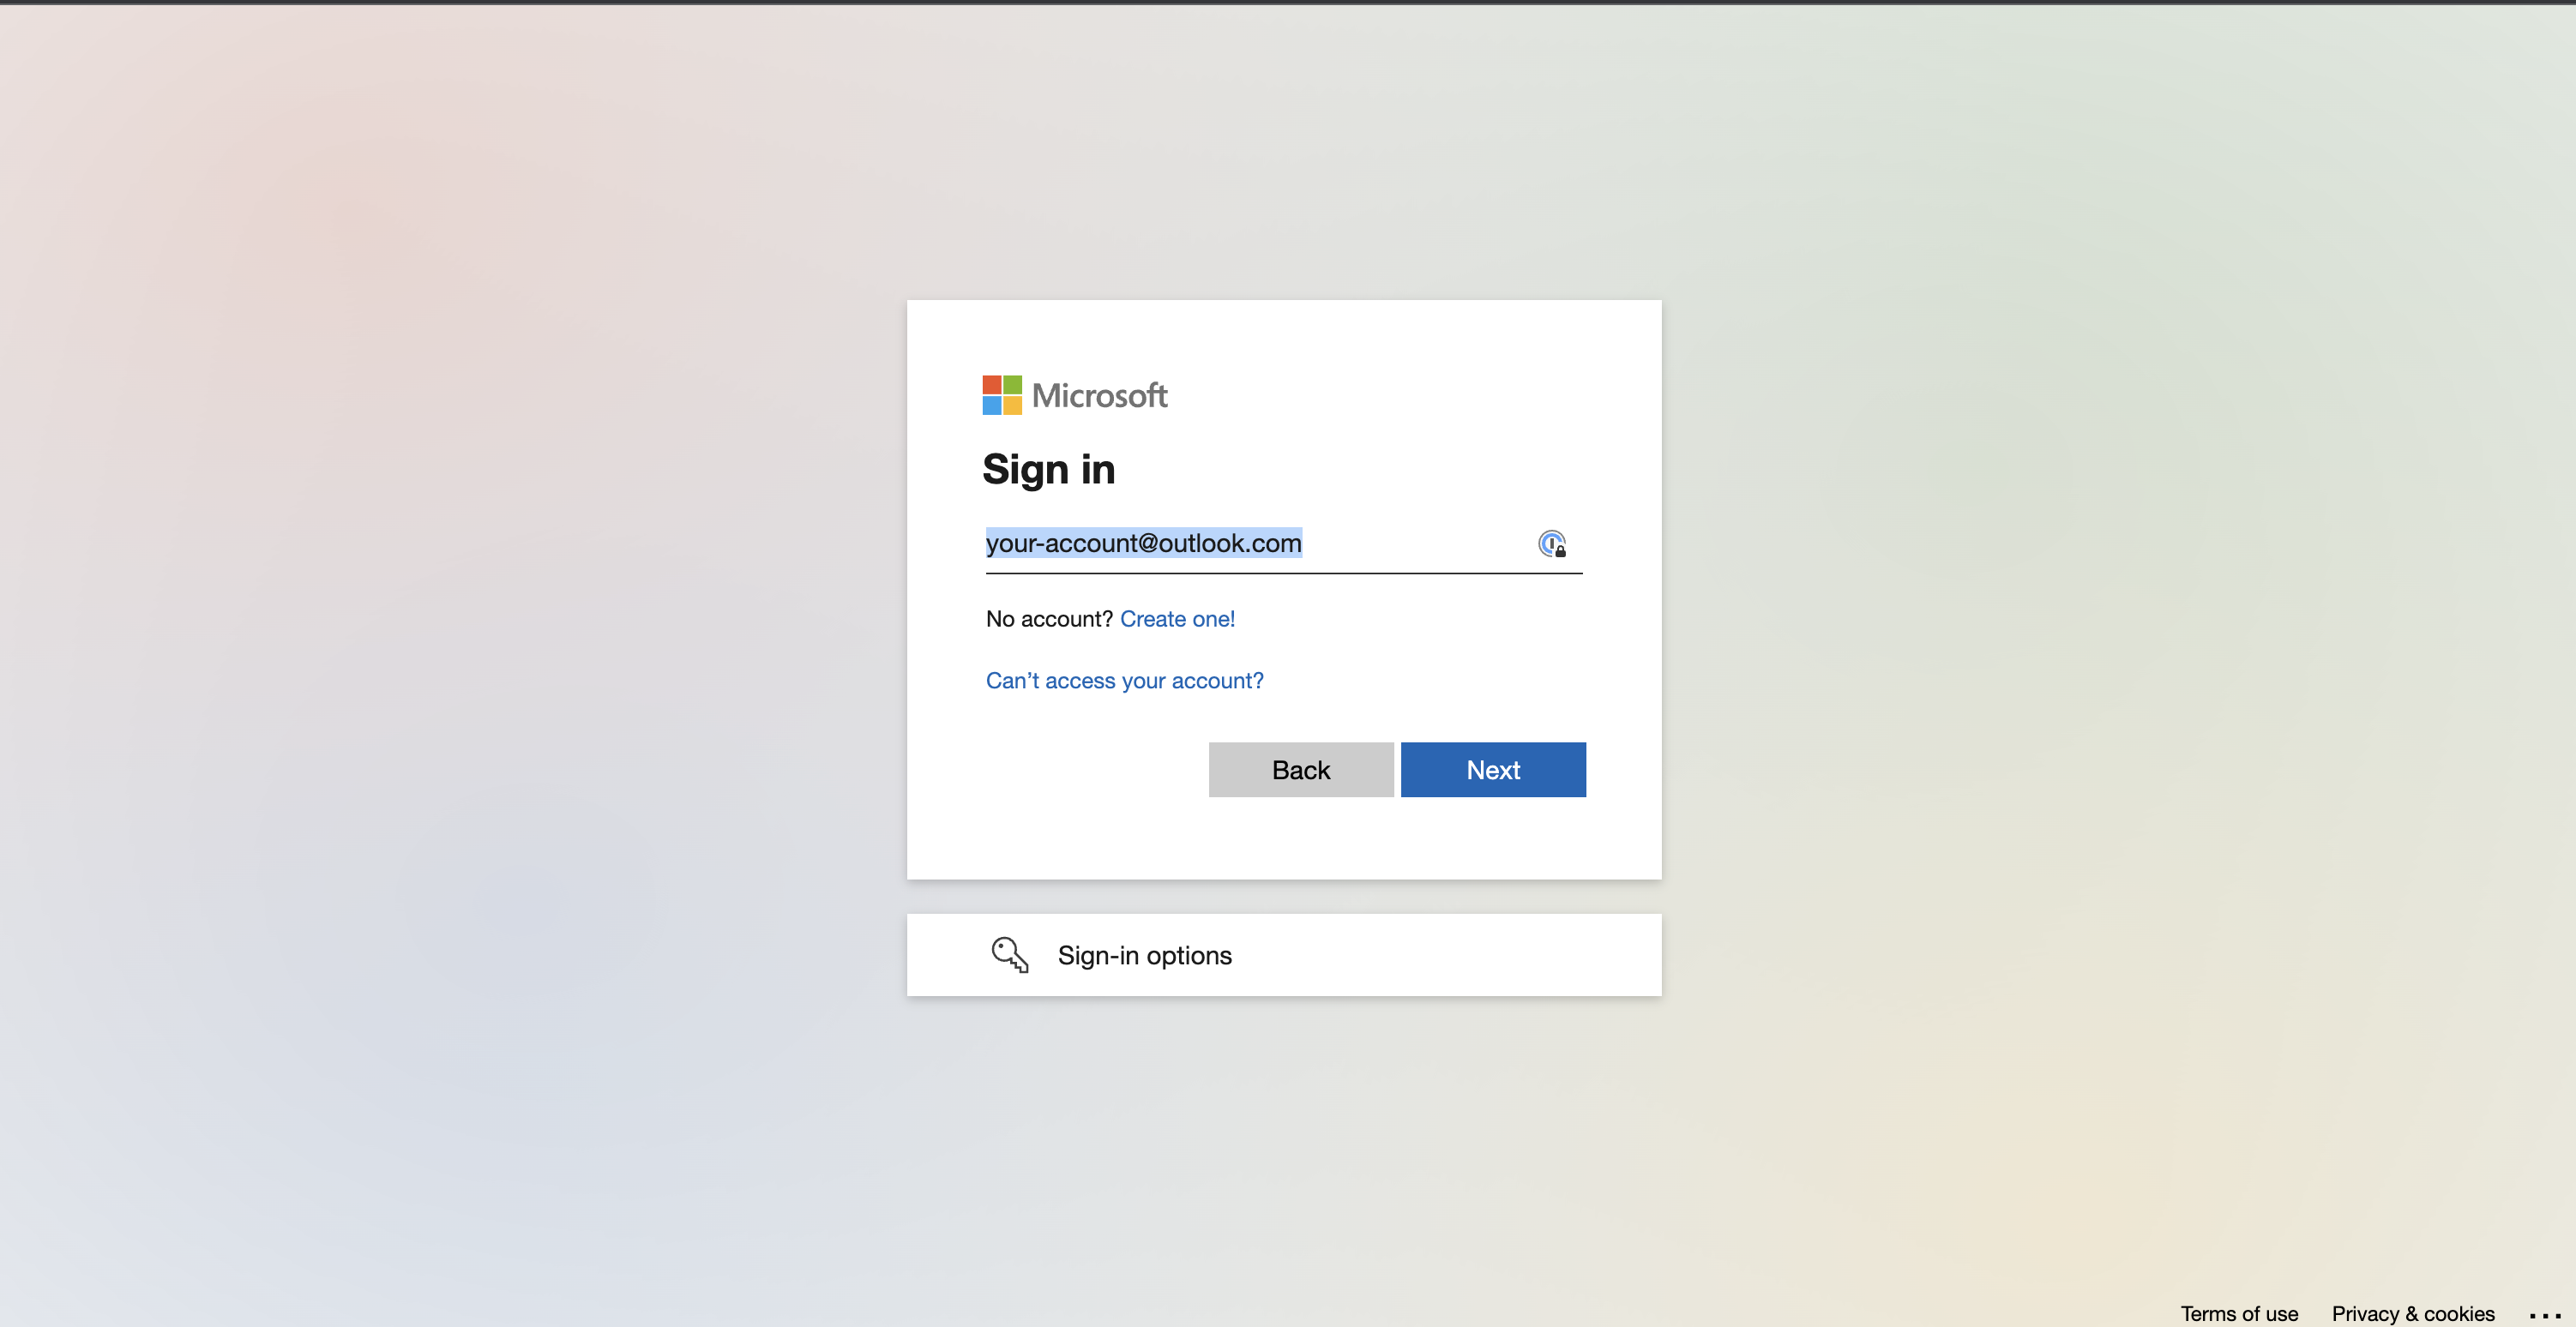 Microsoft
Sign in
your-account@outlook.com
No account? Create one!
Can’t access your account?
Back
Next
Sign-in options
Terms of use
Privacy & cookies
...